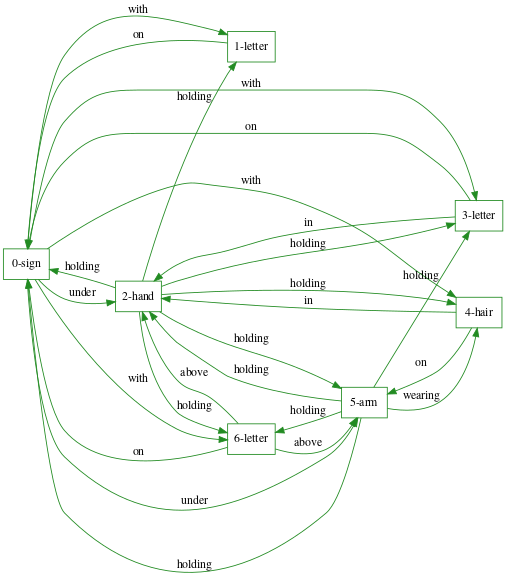 with
on
1-letter
with
holding
on
with
3-letter
in
holding
0-sign
holding
holding
under
2-hand
holding
in
4-hair
holding
on
above
with
holding
wearing
5-arm
holding
holding
6-letter
above
on
under
holding